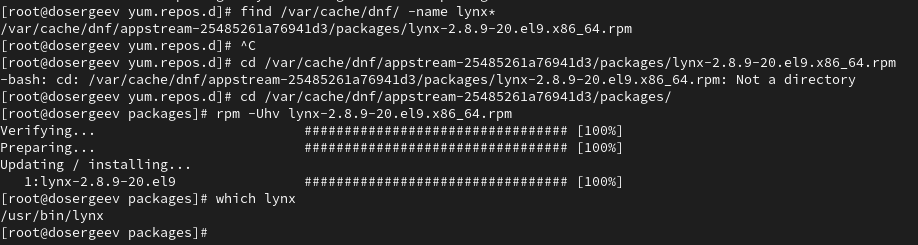 [root@dosergeev yum.repos.d]# find /var/cache/dnf/ -name lynx*
/var/cache/dnf/appstream-25485261a76941d3/packages/lynx-2.8.9-20.el9.x86_64.rpm
[root@dosergeev yum.repos.d]# ^C
[root@dosergeev yum.repos.d]# cd /var/cache/dnf/appstream-25485261a76941d3/packages/lynx-2.8.9-20.el9.x86_64.rpm
-bash: cd: /var/cache/dnf/appstream-25485261a76941d3/packages/lynx-2.8.9-20.el9.x86_64.rpm: Not a directory
[root@dosergeev yum.repos.d]# cd /var/cache/dnf/appstream-25485261a76941d3/packages/
[root@dosergeev packages]# rpm -Uhv lynx-2.8.9-20.el9.x86_64.rpm
Verifying... ################################# [100%]
Preparing... ################################# [100%]
Updating / installing...
1:lynx-2.8.9-20.el9 ################################# [100%]
[root@dosergeev packages]# which lynx
/usr/bin/lynx
[root@dosergeev packages]#